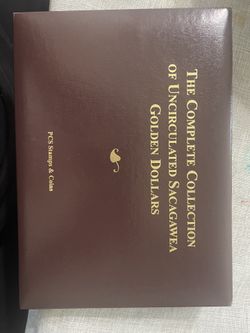 THE COMPLETE COLLECTION
OF UNCIRCULATED SACAGAWEA
GOLDEN DOLLARS
PCS Stamps & Coins